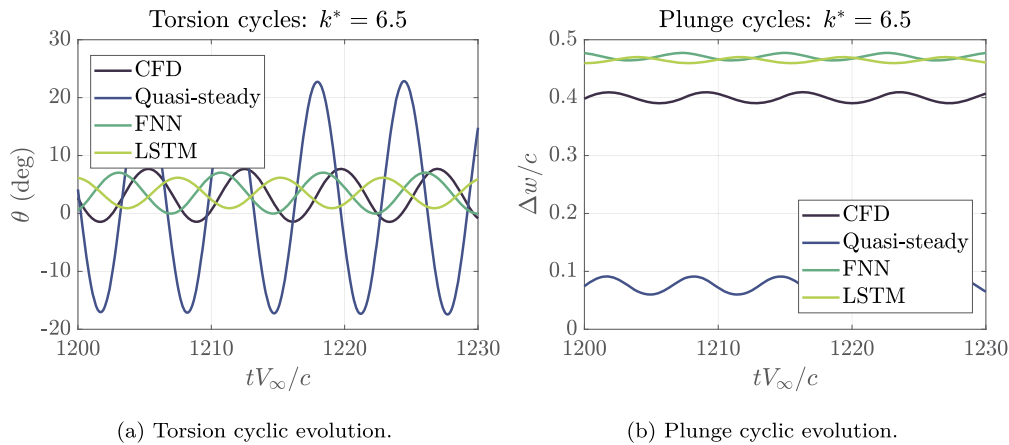 Torsion cycles: k* = 6.5
30
20
10
0
-10
-20
θ (deg)
CFD
Quasi-steady
FNN
LSTM
1200
1210
1220
1230
tV∞/c
(a) Torsion cyclic evolution.
Plunge cycles: k* = 6.5
0.5
0.4
0.3
0.2
0.1
0
Δw/c
CFD
Quasi-steady
FNN
LSTM
1200
1210
1220
1230
tV∞/c
(b) Plunge cyclic evolution.